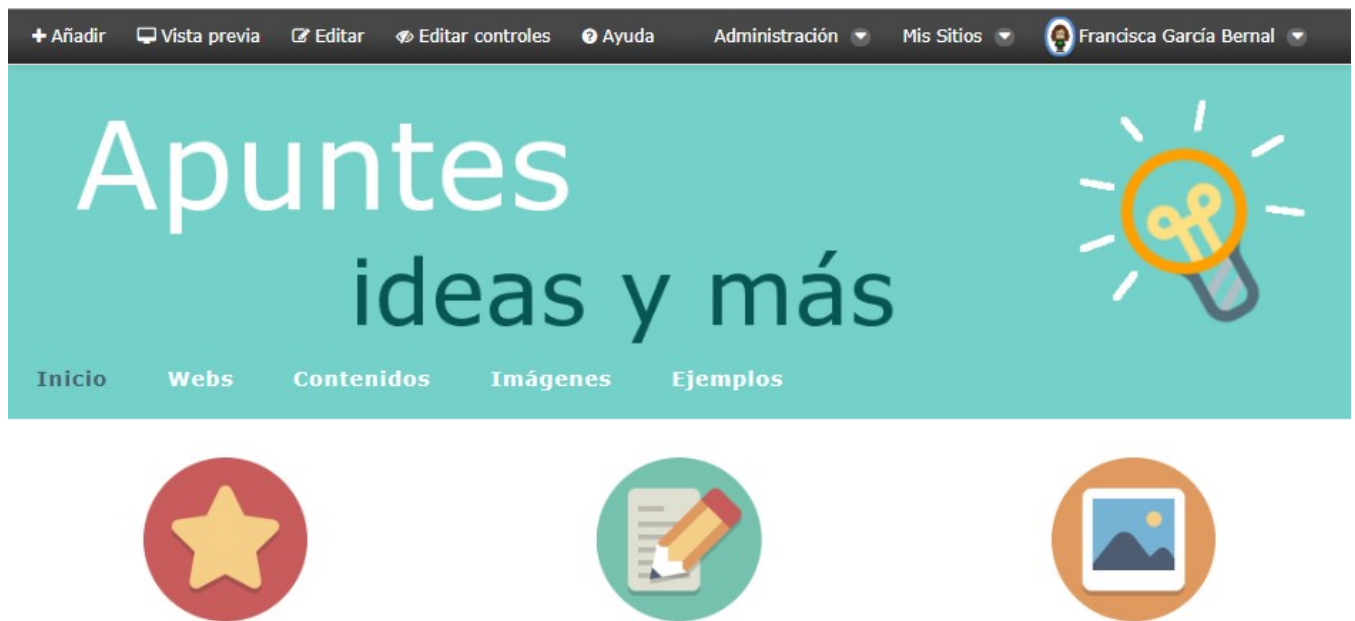 Añadir Vista previa Editar Editar controles Ayuda Administración Mis Sitios Francisca García Bernal
Apuntes
ideas y más
Inicio Webs Contenidos Imágenes Ejemplos